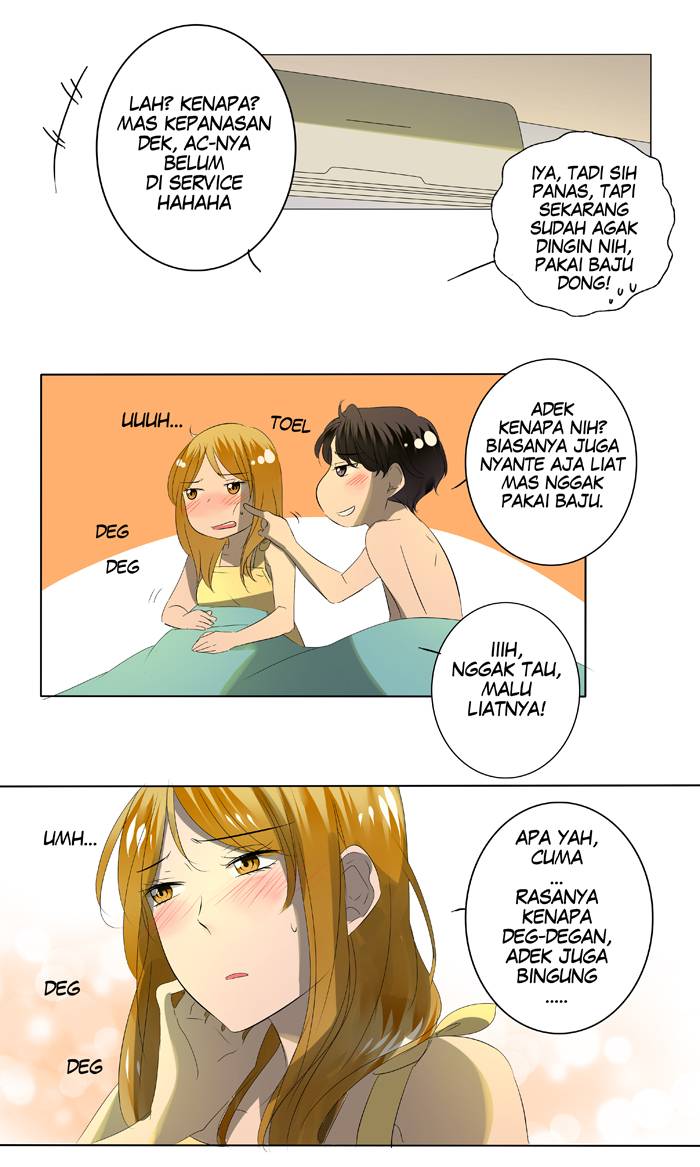 LAH? KENAPA?
MAS KEPANASAN
DEK, AC-NYA
BELUM
DI SERVICE
HAHAHA
IYA, TADI SIH
PANAS, TAPI
SEKARANG
SUDAH AGAK
DINGIN NIH,
PAKAI BAJU
DONG!
UUUH...
TOEL
DEG
DEG
ADEK
KENAPA NIH?
BIASANYA JUGA
NYANTE AJA LIAT
MAS NGGAK
PAKAI BAJU.
IIIH,
NGGAK TAU,
MALU
LIATNYA!
UMH...
APA YAH,
CUMA
...
RASANYA
KENAPA
DEG-DEGAN,
ADEK JUGA
BINGUNG
.....
DEG
DEG